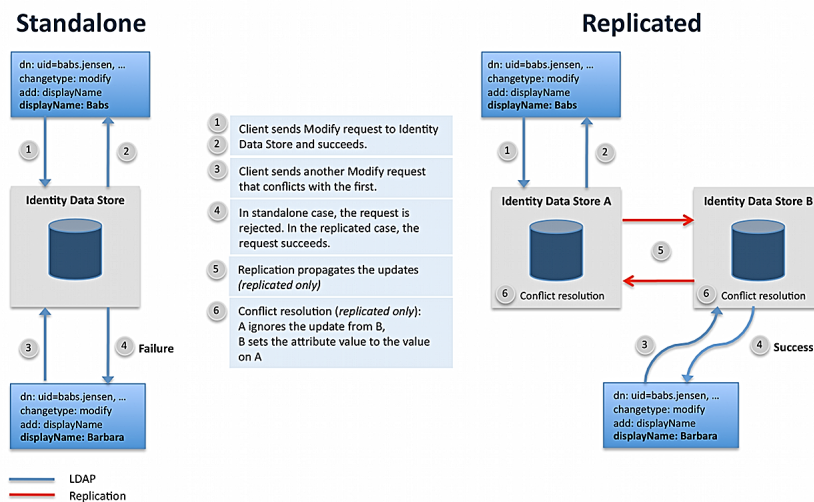 Standalone
Replicated
dn: uid=babs.jensen, ...
changetype: modify
add: displayName
displayName: Babs
1
2
Identity Data Store
3
4
Failure
dn: uid=babs.jensen, ...
changetype: modify
add: displayName
displayName: Barbara
LDAP
Replication
1
2
Client sends Modify request to Identity
Data Store and succeeds.
3
Client sends another Modify request
that conflicts with the first.
4
In standalone case, the request is
rejected. In the replicated case, the
request succeeds.
5
Replication propagates the updates
(replicated only)
6
Conflict resolution (replicated only):
A ignores the update from B,
B sets the attribute value to the value
on A
dn: uid=babs.jensen, ...
changetype: modify
add: displayName
displayName: Babs
1
2
Identity Data Store A
Identity Data Store B
5
6 Conflict resolution
6 Conflict resolution
3
4
Success
dn: uid=babs.jensen, ...
changetype: modify
add: displayName
displayName: Barbara